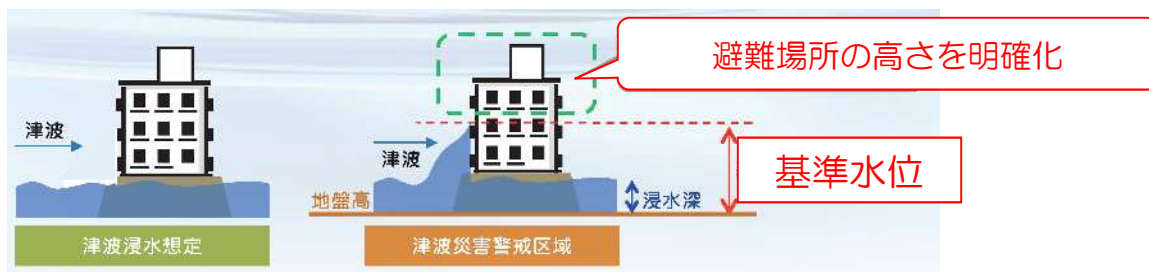 避難場所の高さを明確化
津波
津波
基準水位
地盤高
浸水深
津波浸水想定
津波災害警戒区域